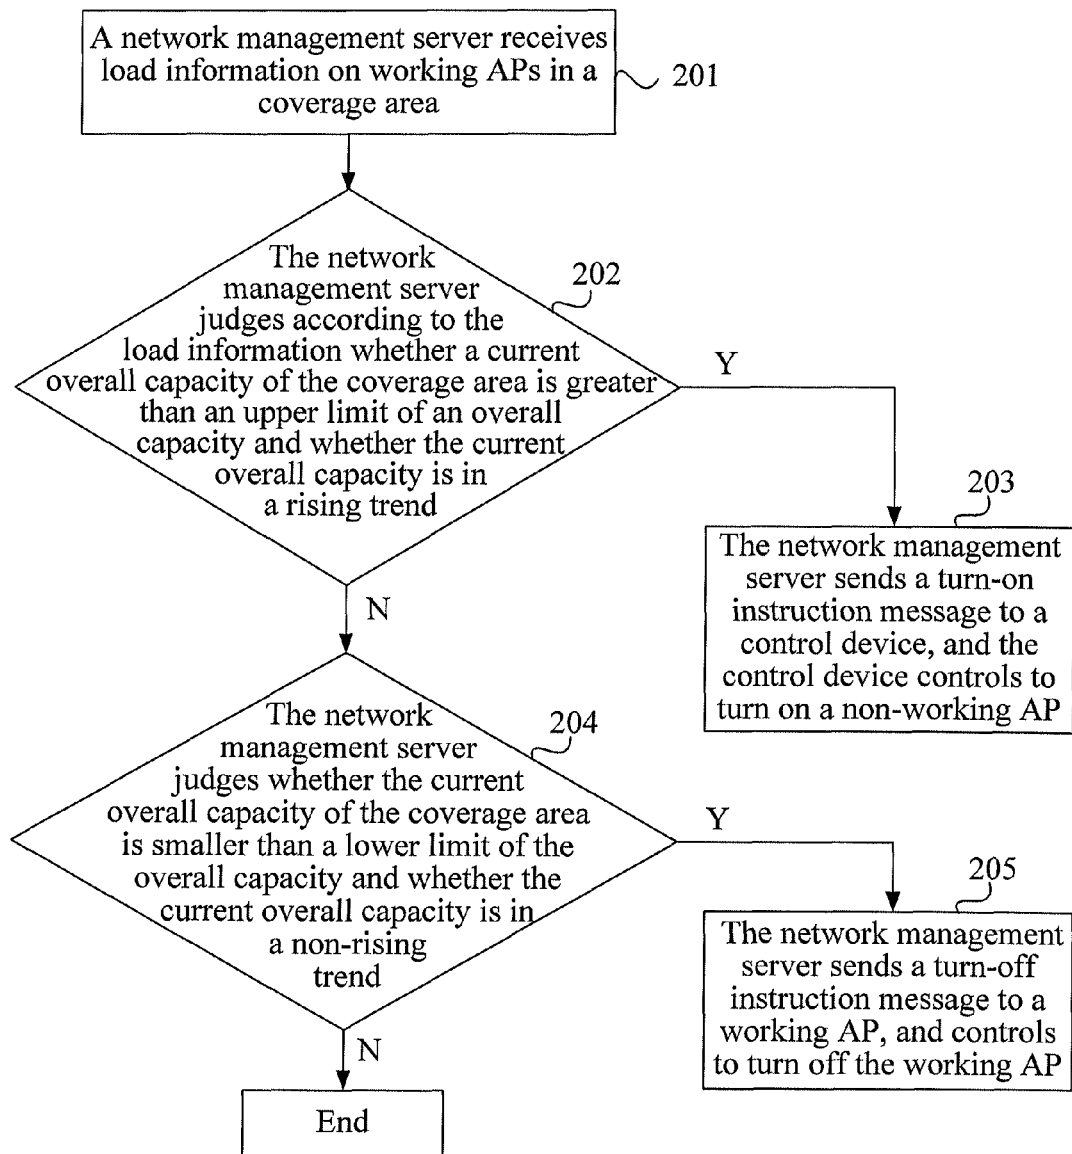 A network management server receives
load information on working APs in a
coverage area
201
The network
management server
judges according to the
load information whether a current
overall capacity of the coverage area is greater
than an upper limit of an overall
capacity and whether the current
overall capacity is in
a rising trend
202
Y
203
The network management
server sends a turn-on
instruction message to a
control device, and the
control device controls to
turn on a non-working AP
N
The network
management server
judges whether the current
overall capacity of the coverage area
is smaller than a lower limit of the
overall capacity and whether the
current overall capacity is in
a non-rising
trend
204
Y
205
The network management
server sends a turn-off
instruction message to a
working AP, and controls
to turn off the working AP
N
End